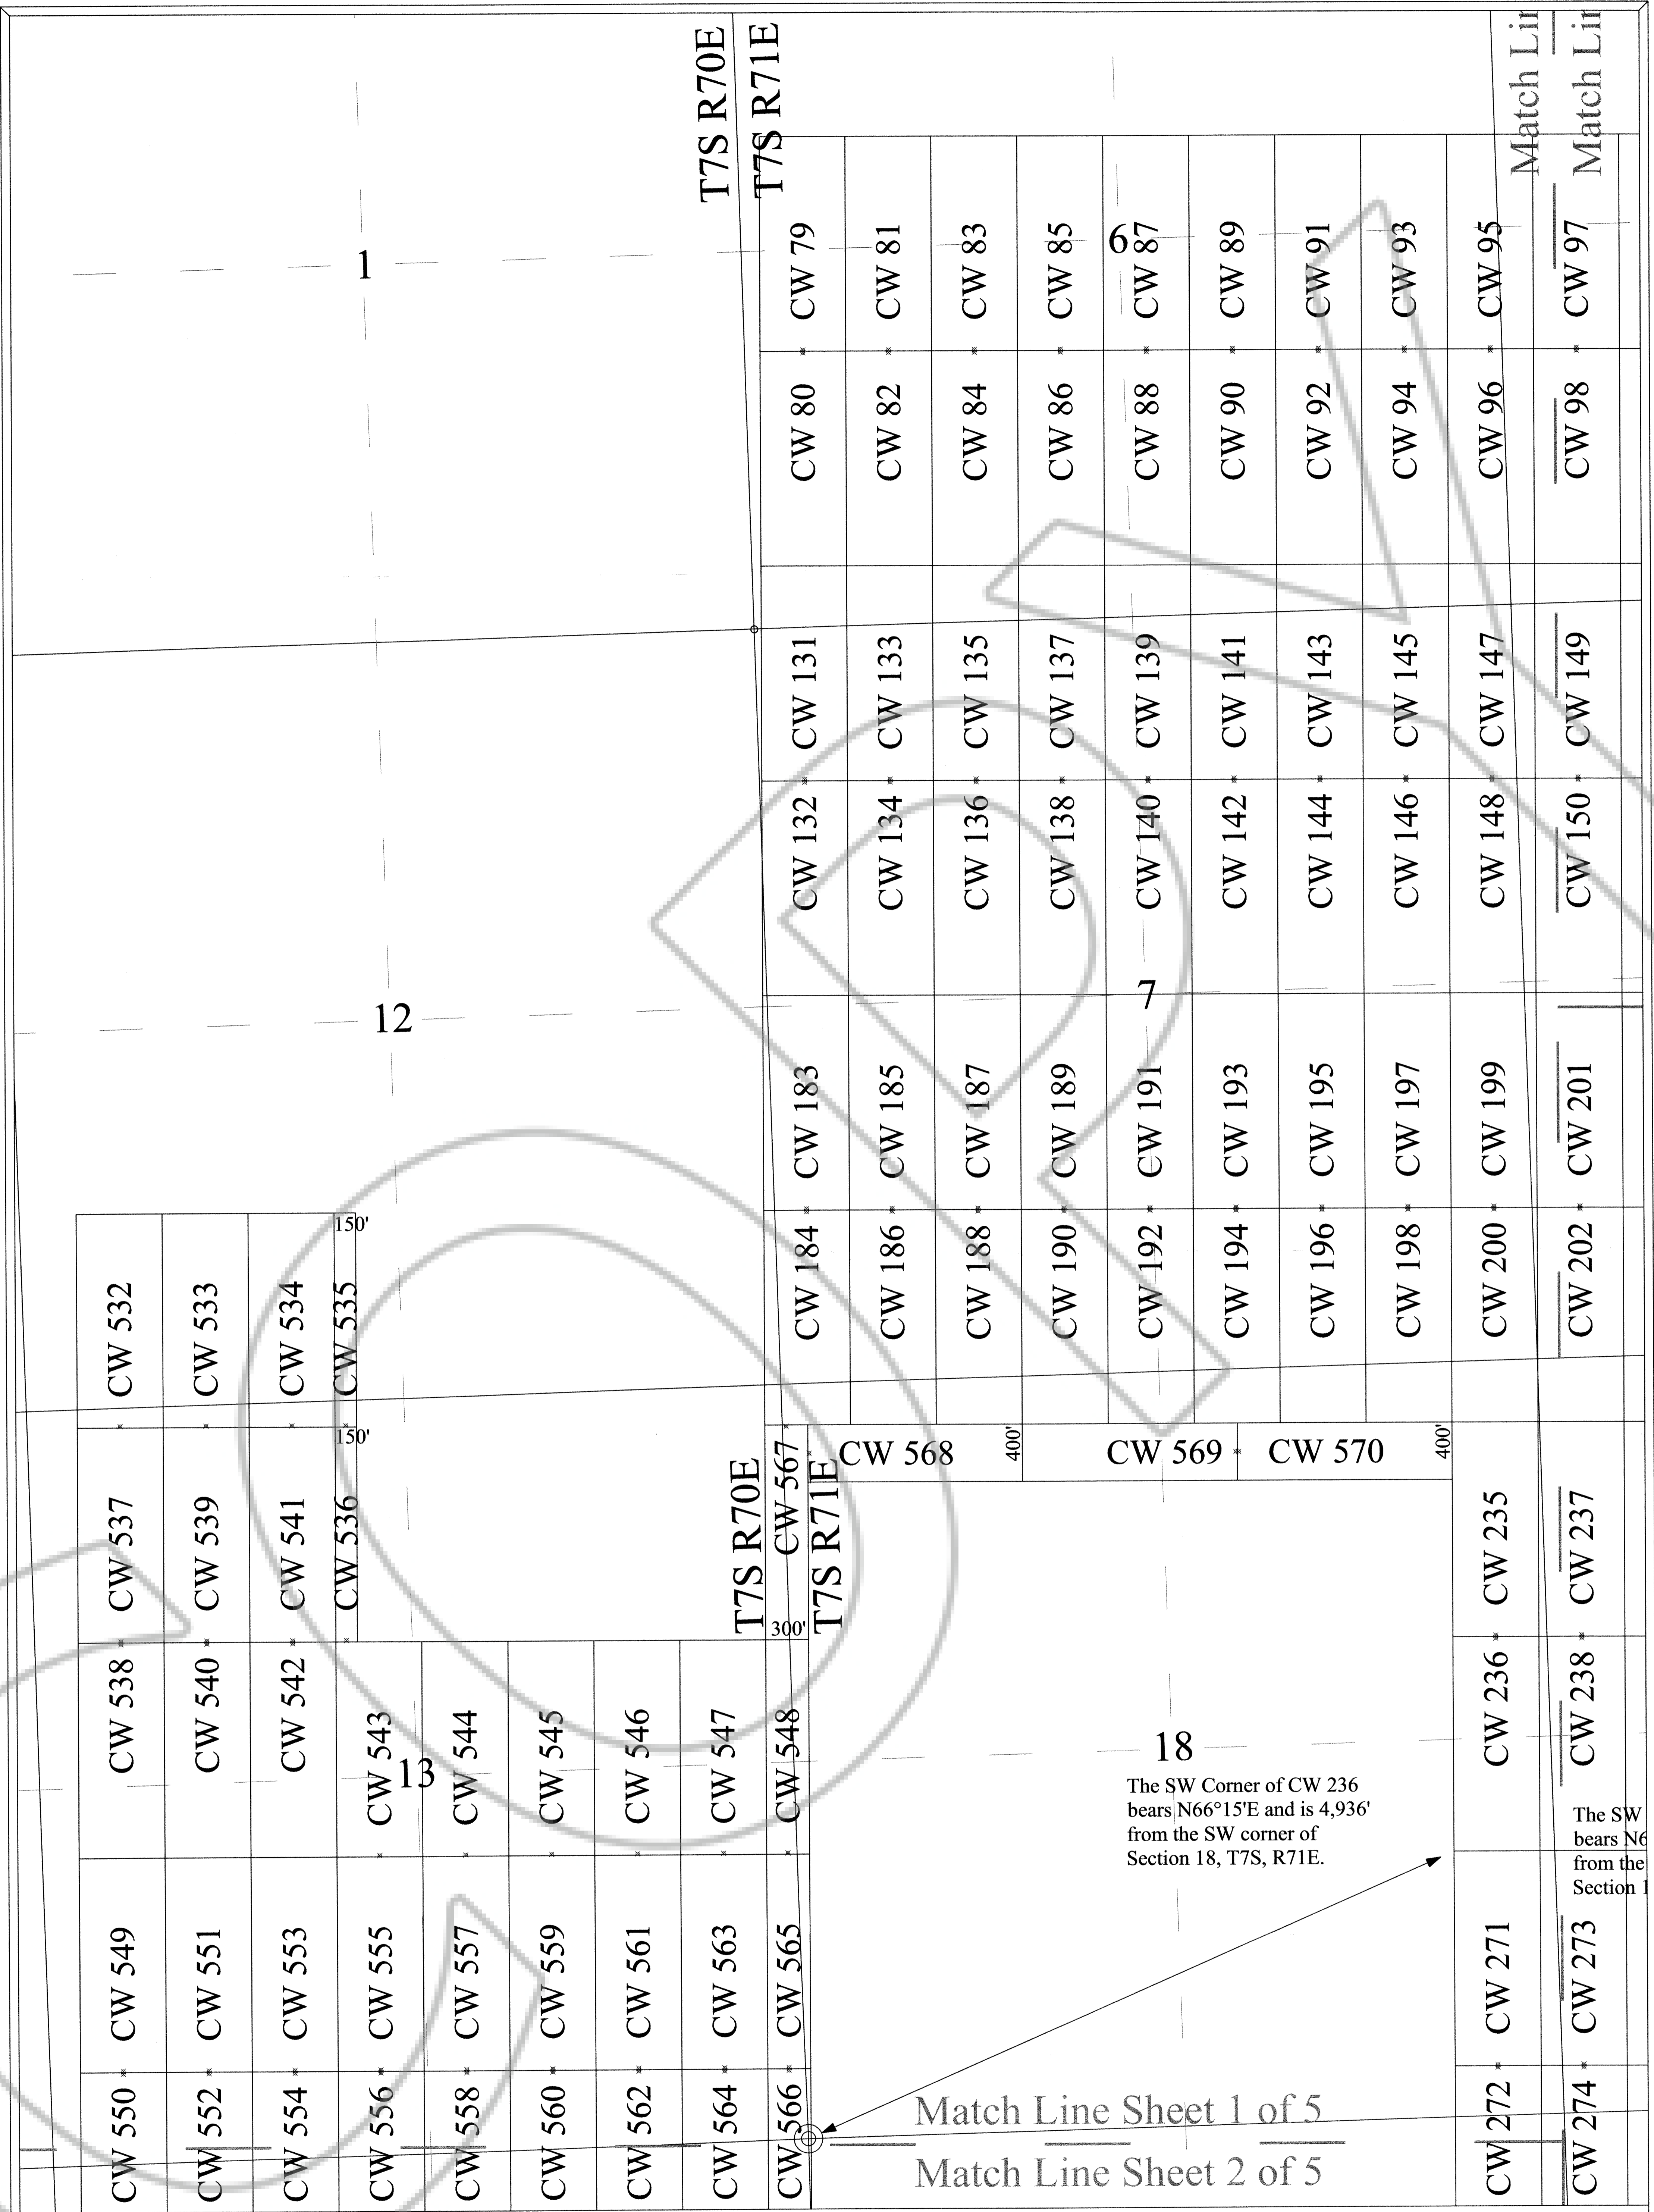 T7S R70E
T7S R71E
Match Lin
Match Lin
1
6
CW 79
CW 81
CW 83
CW 85
CW 87
CW 89
CW 91
CW 93
CW 95
CW 97
CW 80
CW 82
CW 84
CW 86
CW 88
CW 90
CW 92
CW 94
CW 96
CW 98
CW 131
CW 133
CW 135
CW 137
CW 139
CW 141
CW 143
CW 145
CW 147
CW 149
CW 132
CW 134
CW 136
CW 138
CW 140
CW 142
CW 144
CW 146
CW 148
CW 150
12
7
CW 183
CW 185
CW 187
CW 189
CW 191
CW 193
CW 195
CW 197
CW 199
CW 201
CW 184
CW 186
CW 188
CW 190
CW 192
CW 194
CW 196
CW 198
CW 200
CW 202
150'
CW 532
CW 533
CW 534
CW 535
150'
CW 537
CW 539
CW 541
CW 536
T7S R70E
CW 567
T7S R71E
300'
CW 568
400'
CW 569
CW 570
400'
CW 235
CW 237
CW 538
CW 540
CW 542
CW 543
13
CW 544
CW 545
CW 546
CW 547
CW 548
18
CW 236
CW 238
The SW Corner of CW 236
bears N66°15'E and is 4,936'
from the SW corner of
Section 18, T7S, R71E.
The SW
bears N6
from the
Section 1
CW 549
CW 551
CW 553
CW 555
CW 557
CW 559
CW 561
CW 563
CW 565
CW 271
CW 273
CW 550
CW 552
CW 554
CW 556
CW 558
CW 560
CW 562
CW 564
CW 566
CW 272
CW 274
Match Line Sheet 1 of 5
Match Line Sheet 2 of 5
COPY